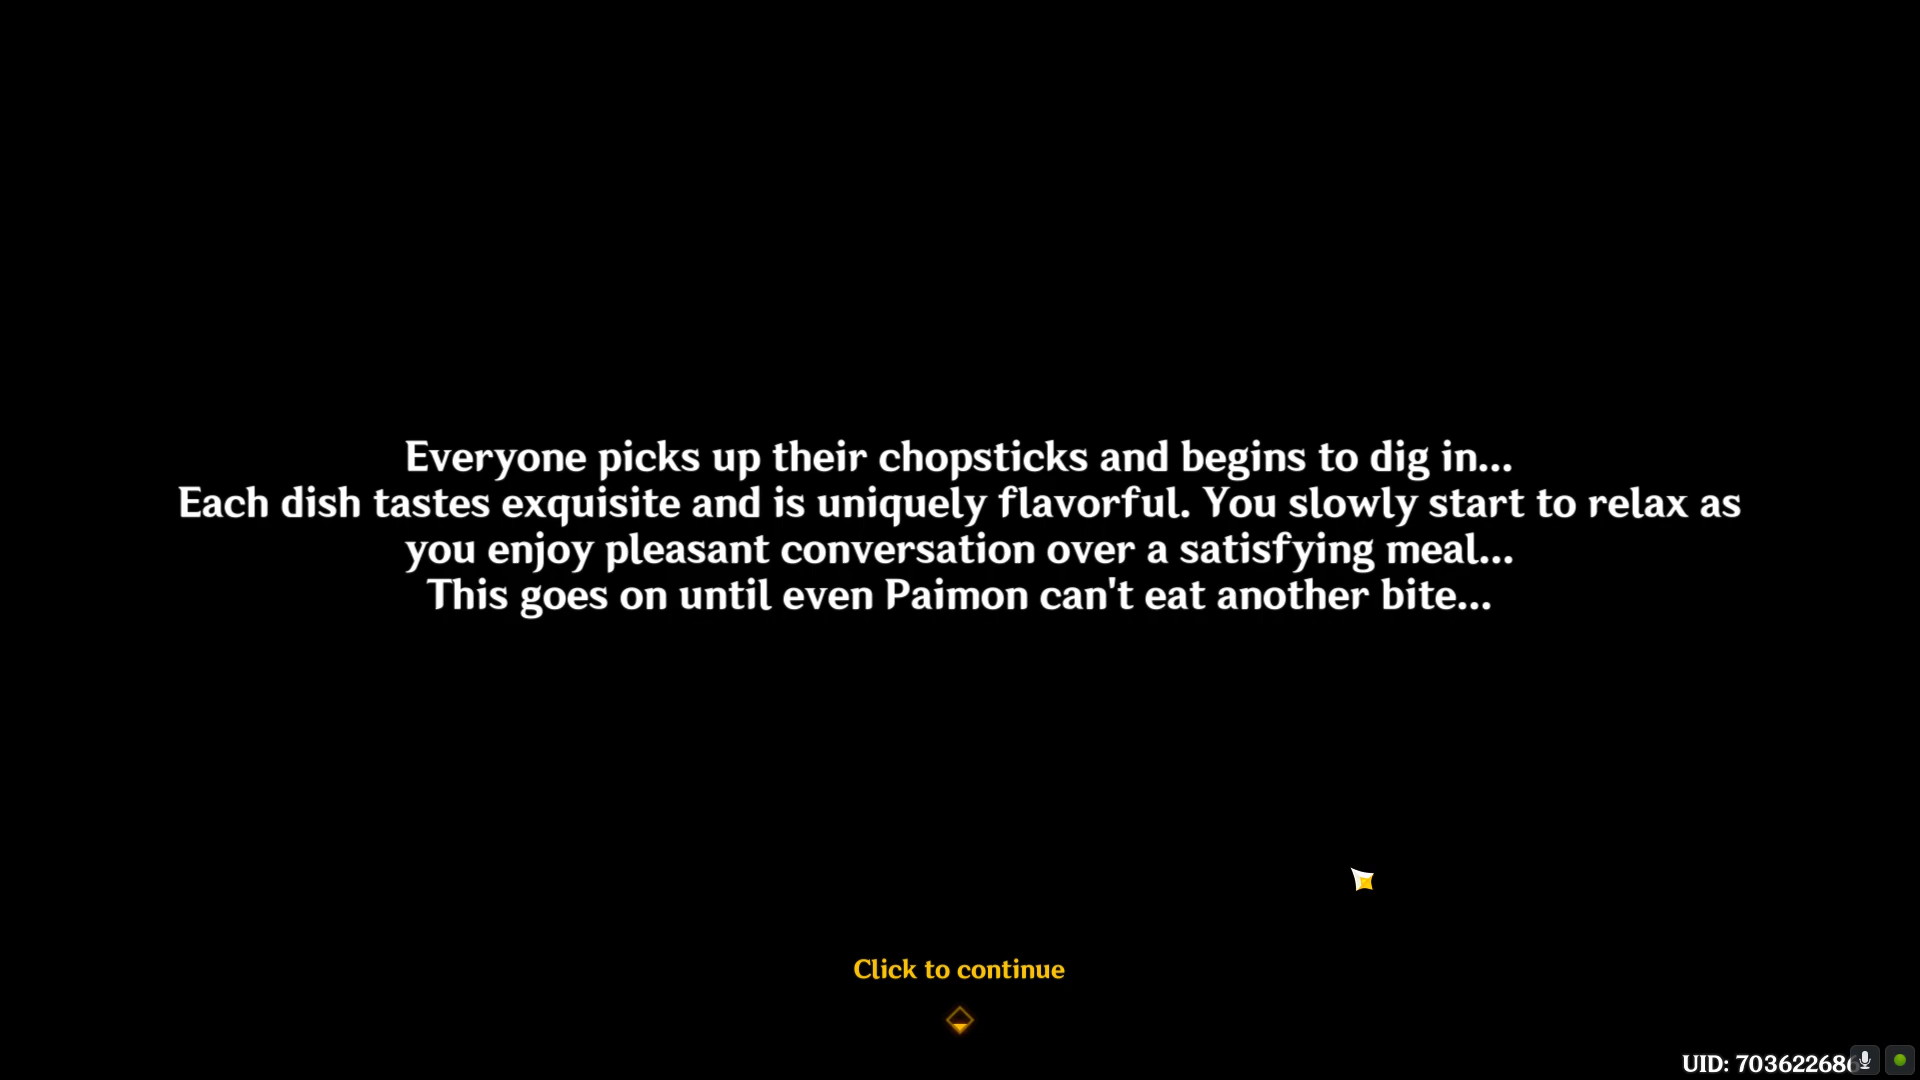 Everyone picks up their chopsticks and begins to dig in...
Each dish tastes exquisite and is uniquely flavorful. You slowly start to relax as
you enjoy pleasant conversation over a satisfying meal...
This goes on until even Paimon can't eat another bite...
Click to continue
UID: